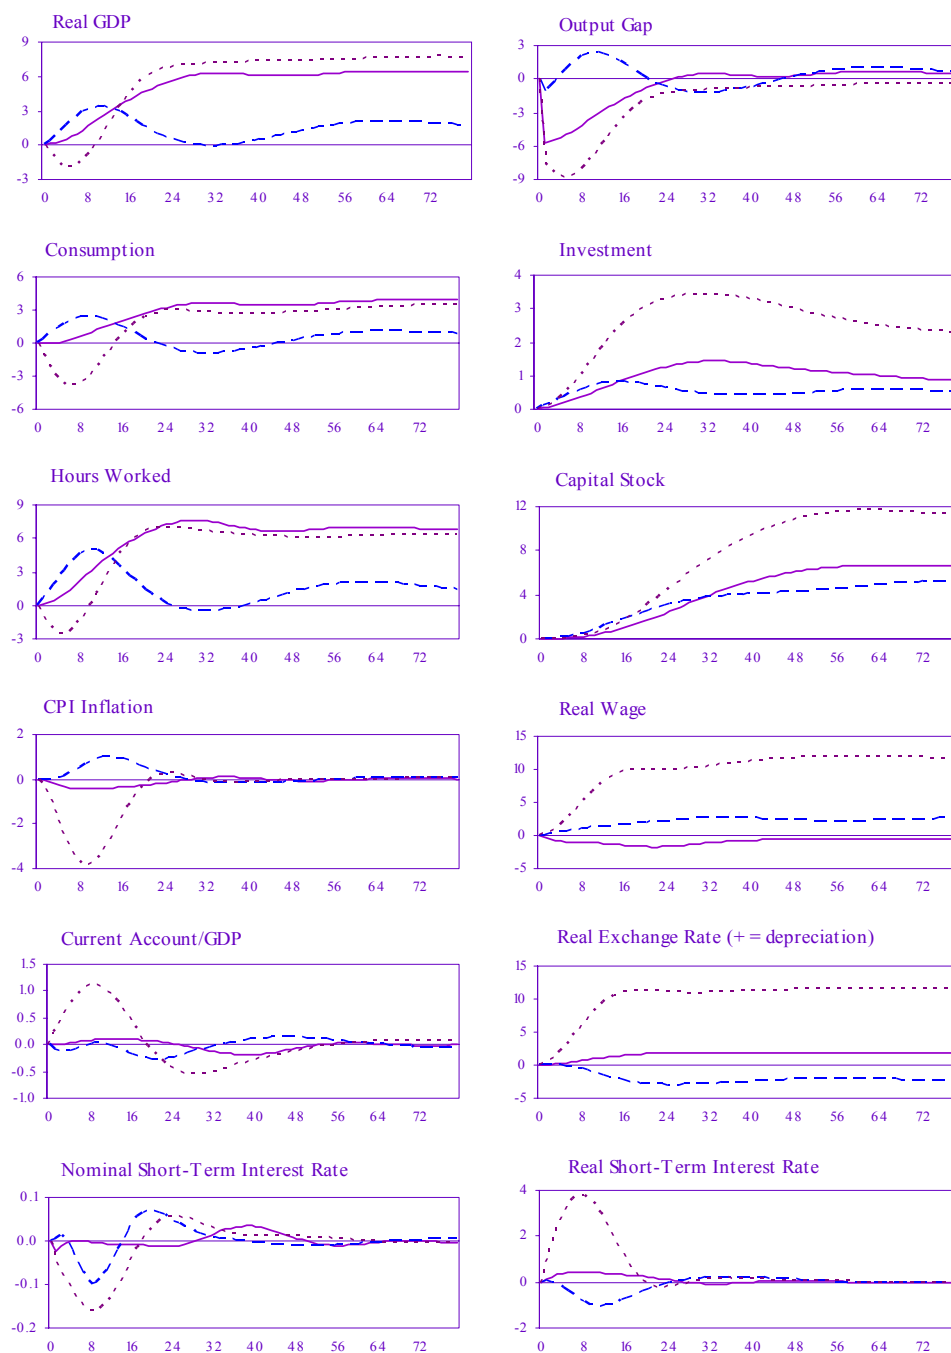 Real GDP
9
6
3
0
-3
0 8 16 24 32 40 48 56 64 72
Output Gap
3
0
-3
-6
-9
0 8 16 24 32 40 48 56 64 72
Consumption
6
3
0
-3
-6
0 8 16 24 32 40 48 56 64 72
Investment
4
3
2
1
0
0 8 16 24 32 40 48 56 64 72
Hours Worked
9
6
3
0
-3
0 8 16 24 32 40 48 56 64 72
Capital Stock
12
8
4
0
0 8 16 24 32 40 48 56 64 72
CPI Inflation
2
0
-2
-4
0 8 16 24 32 40 48 56 64 72
Real Wage
15
10
5
0
-5
0 8 16 24 32 40 48 56 64 72
Current Account/GDP
1.5
1.0
0.5
0.0
-0.5
-1.0
0 8 16 24 32 40 48 56 64 72
Real Exchange Rate (+ = depreciation)
15
10
5
0
-5
0 8 16 24 32 40 48 56 64 72
Nominal Short-Term Interest Rate
0.1
0.0
-0.1
-0.2
0 8 16 24 32 40 48 56 64 72
Real Short-Term Interest Rate
4
2
0
-2
0 8 16 24 32 40 48 56 64 72